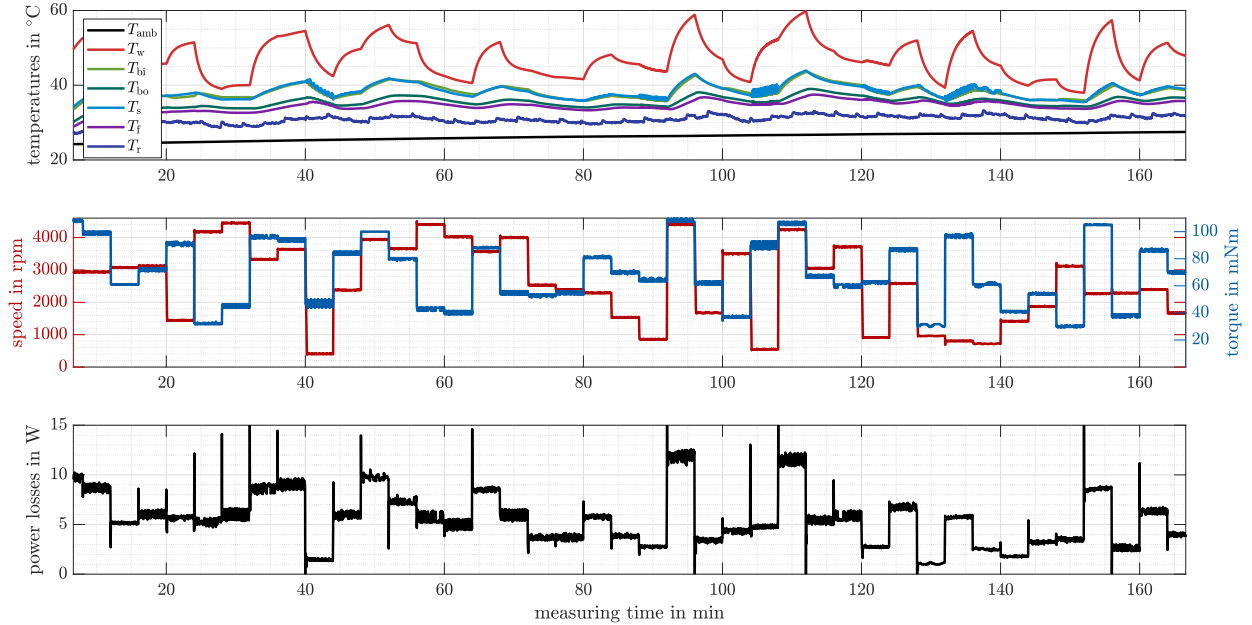 temperatures in °C
60
40
20
T_amb
T_w
T_bi
T_bo
T_s
T_f
T_r
20 40 60 80 100 120 140 160
speed in rpm
4000
3000
2000
1000
0
100
80
60
40
20
torque in mNm
20 40 60 80 100 120 140 160
power losses in W
15
10
5
0
20 40 60 80 100 120 140 160
measuring time in min